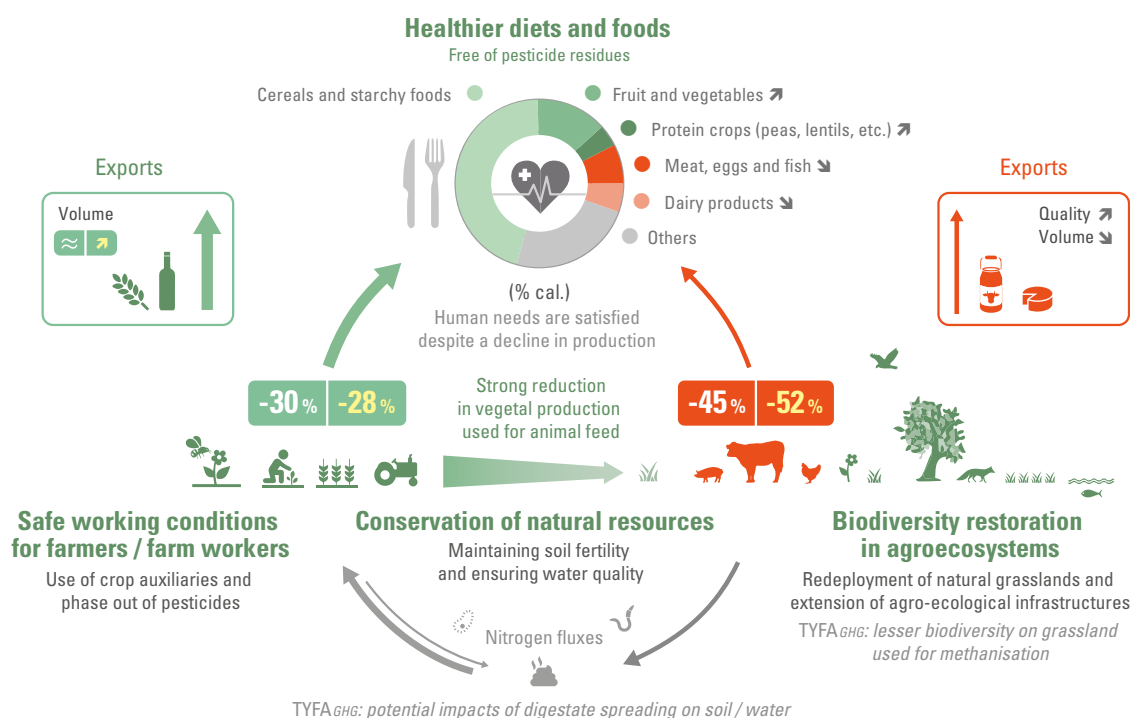 Healthier diets and foods
Free of pesticide residues
Cereals and starchy foods
Fruit and vegetables ↗
Protein crops (peas, lentils, etc.) ↗
Meat, eggs and fish ↘
Dairy products ↘
Others
(% cal.)
Human needs are satisfied
despite a decline in production
Exports
Volume
≈ ↗
Exports
Quality ↗
Volume ↘
-30 % -28 %
Strong reduction
in vegetal production
used for animal feed
-45 % -52 %
Safe working conditions
for farmers / farm workers
Use of crop auxiliaries and
phase out of pesticides
Conservation of natural resources
Maintaining soil fertility
and ensuring water quality
Nitrogen fluxes
Biodiversity restoration
in agroecosystems
Redeployment of natural grasslands and
extension of agro-ecological infrastructures
TYFA GHG: lesser biodiversity on grassland
used for methanisation
TYFA GHG: potential impacts of digestate spreading on soil / water